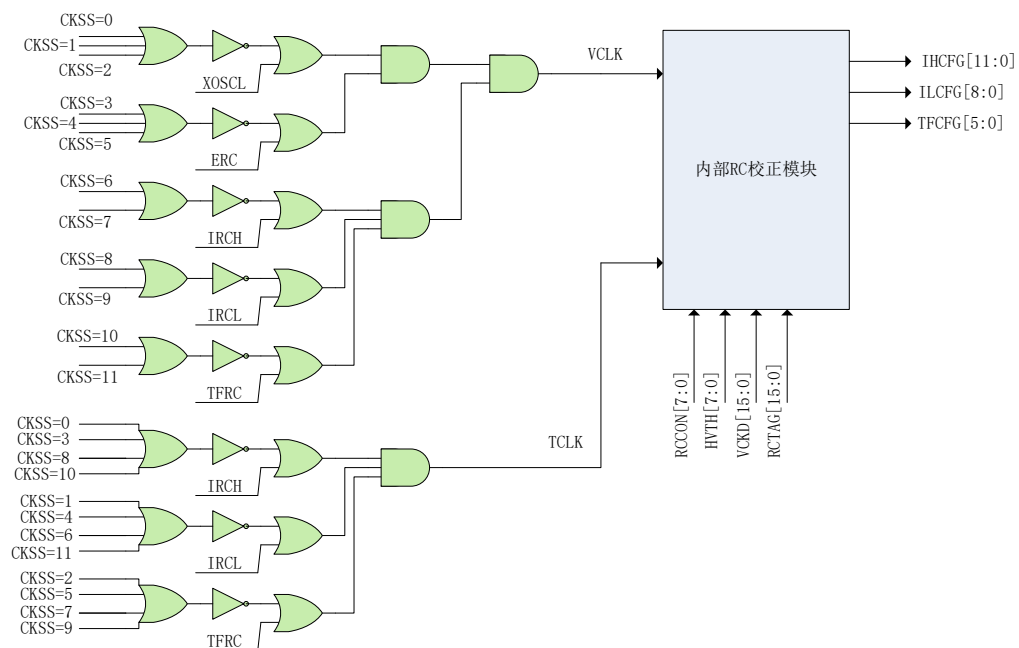 CKSS=0
CKSS=1
CKSS=2
XOSCL
CKSS=3
CKSS=4
CKSS=5
ERC
CKSS=6
CKSS=7
IRCH
CKSS=8
CKSS=9
IRCL
CKSS=10
CKSS=11
TFRC
VCLK
内部RC校正模块
IHCFG[11:0]
ILCFG[8:0]
TFCFG[5:0]
RCCON[7:0]
HVTH[7:0]
VCKD[15:0]
RCTAG[15:0]
TCLK
CKSS=0
CKSS=3
CKSS=8
CKSS=10
IRCH
CKSS=1
CKSS=4
CKSS=6
CKSS=11
IRCL
CKSS=2
CKSS=5
CKSS=7
CKSS=9
TFRC